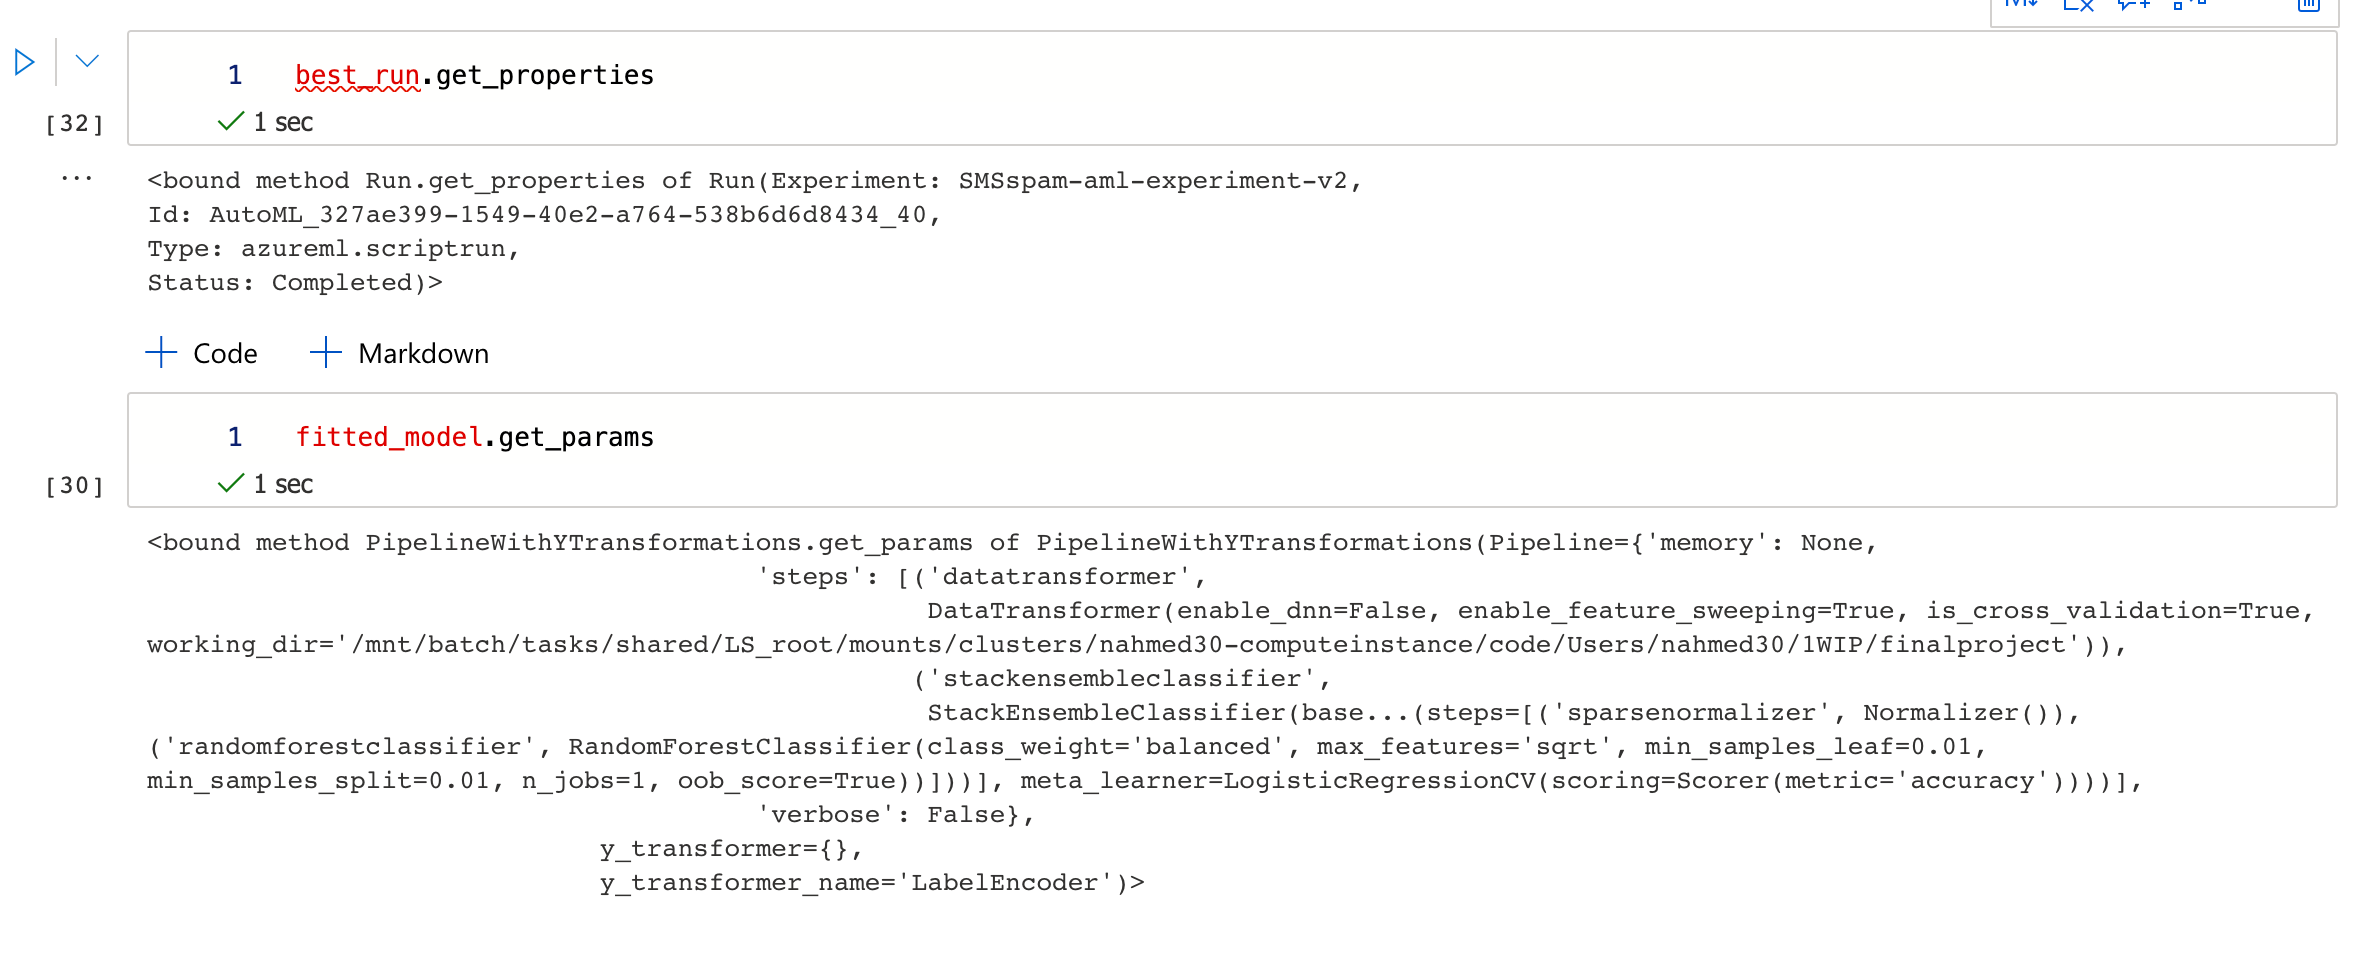 1 best_run.get_properties
1 sec
[32]
...
<bound method Run.get_properties of Run(Experiment: SMSspam-aml-experiment-v2,
Id: AutoML_327ae399-1549-40e2-a764-538b6d6d8434_40,
Type: azureml.scriptrun,
Status: Completed)>
Code Markdown
1 fitted_model.get_params
1 sec
[30]
<bound method PipelineWithYTransformations.get_params of PipelineWithYTransformations(Pipeline={'memory': None,
'steps': [('datatransformer',
DataTransformer(enable_dnn=False, enable_feature_sweeping=True, is_cross_validation=True,
working_dir='/mnt/batch/tasks/shared/LS_root/mounts/clusters/nahmed30-computeinstance/code/Users/nahmed30/1WIP/finalproject')),
('stackensembleclassifier',
StackEnsembleClassifier(base...(steps=[('sparsenormalizer', Normalizer()),
('randomforestclassifier', RandomForestClassifier(class_weight='balanced', max_features='sqrt', min_samples_leaf=0.01,
min_samples_split=0.01, n_jobs=1, oob_score=True))]))], meta_learner=LogisticRegressionCV(scoring=Scorer(metric='accuracy'))))],
'verbose': False},
y_transformer={},
y_transformer_name='LabelEncoder')>